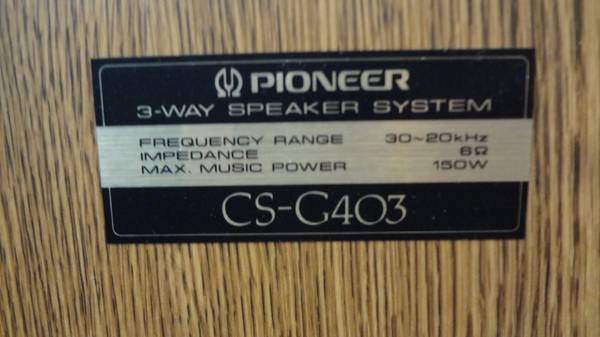 PIONEER
3-WAY SPEAKER SYSTEM
FREQUENCY RANGE 30~20kHz
IMPEDANCE 6Ω
MAX. MUSIC POWER 150W
CS-G403